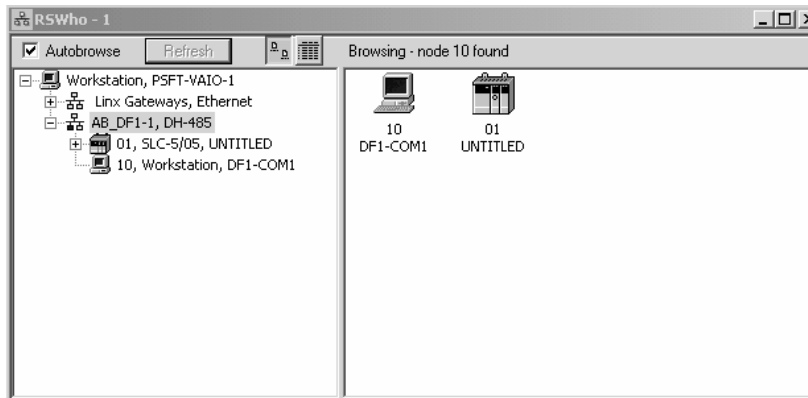 RSWho - 1
Autobrowse Refresh Browsing - node 10 found
Workstation, PSFT-VAIO-1
Linx Gateways, Ethernet
AB_DF1-1, DH-485
01, SLC-5/05, UNTITLED
10, Workstation, DF1-COM1
10
DF1-COM1
01
UNTITLED